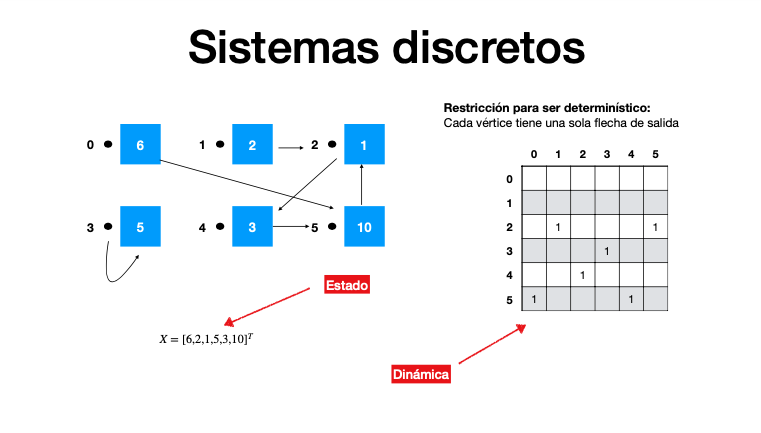 Sistemas discretos
Restricción para ser determinístico:
Cada vértice tiene una sola flecha de salida
0 6 1 2 2 1
3 5 4 3 5 10
Estado
X = [6,2,1,5,3,10]ᵀ
0 1 2 3 4 5
0
1
2 1 1
3 1
4 1
5 1 1
Dinámica